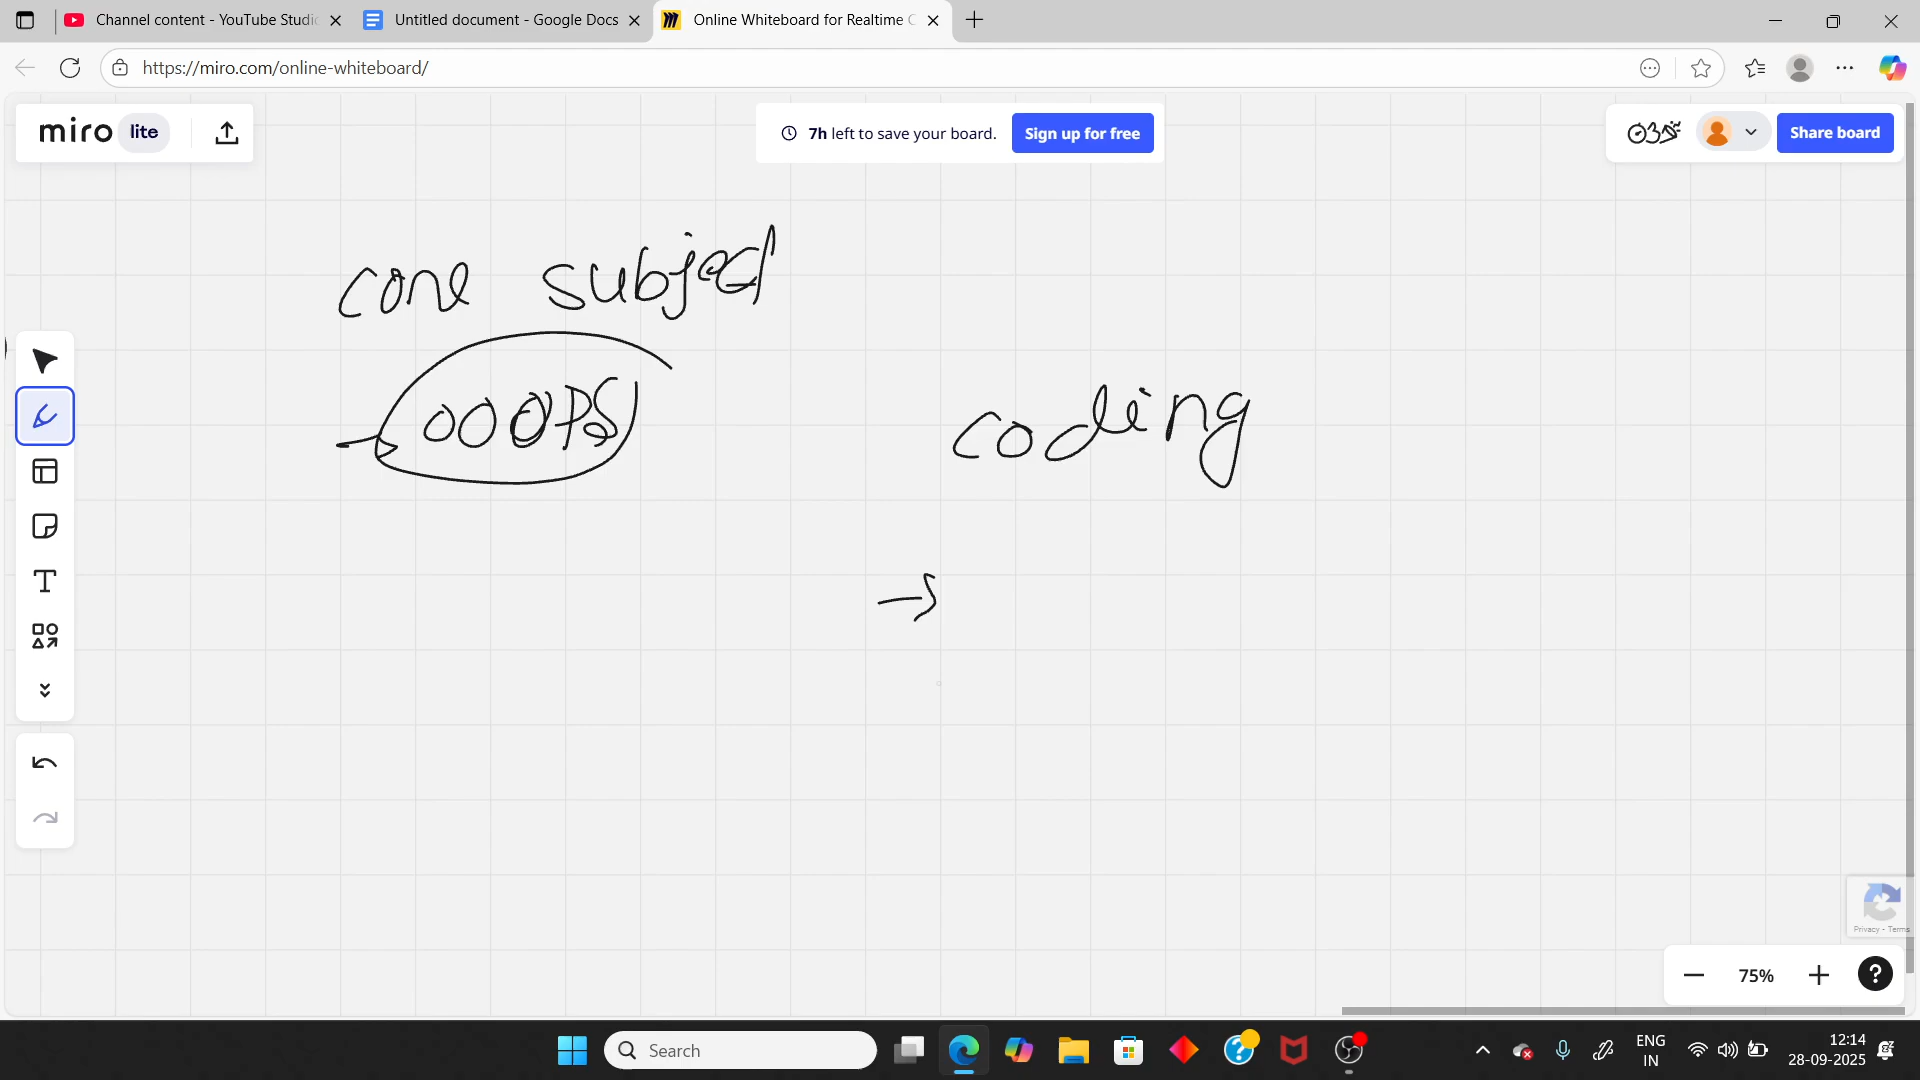 Channel content - YouTube Studi
Untitled document - Google Docs
Online Whiteboard for Realtime C
https://miro.com/online-whiteboard/
miro lite
7h left to save your board.
Sign up for free
Share board
core subject
OOOPS
coding
Privacy - Terms
75%
Search
ENG
IN
12:14
28-09-2025